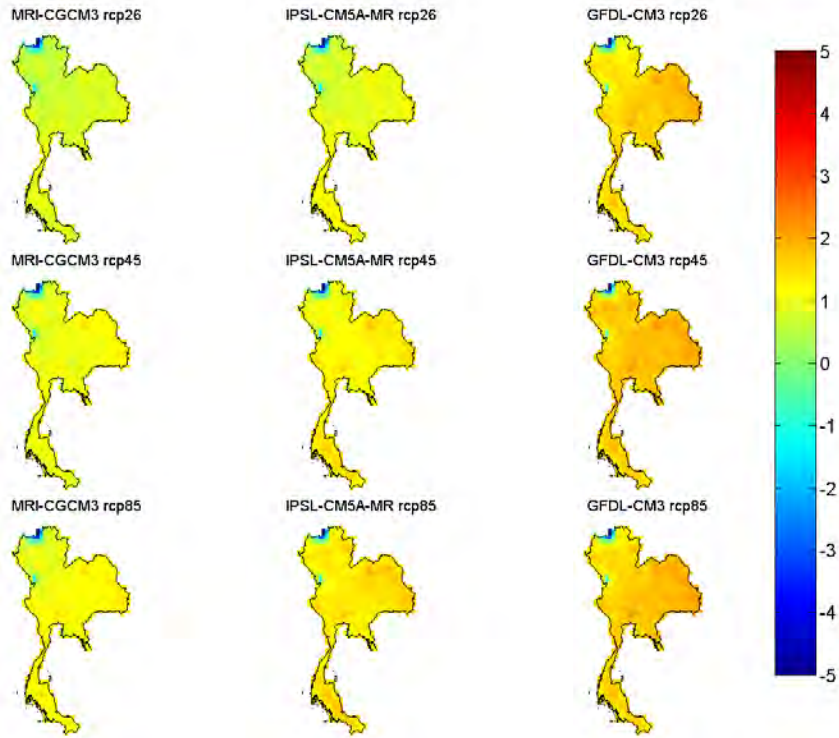 MRI-CGCM3 rcp26
IPSL-CM5A-MR rcp26
GFDL-CM3 rcp26
MRI-CGCM3 rcp45
IPSL-CM5A-MR rcp45
GFDL-CM3 rcp45
MRI-CGCM3 rcp85
IPSL-CM5A-MR rcp85
GFDL-CM3 rcp85
5
4
3
2
1
0
-1
-2
-3
-4
-5